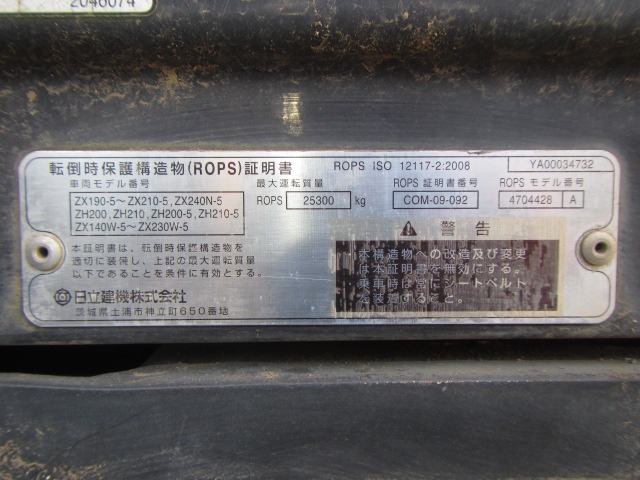 2046074
転倒時保護構造物(ROPS)証明書
ROPS ISO 12117-2:2008
YA00034732
車両モデル番号
ZX190-5～ZX210-5, ZX240N-5
ZH200, ZH210, ZH200-5, ZH210-5
ZX140W-5～ZX230W-5
最大運転質量
ROPS 25300 kg
ROPS 証明書番号
COM-09-092
ROPS モデル番号
4704428 A
本証明書は、転倒時保護構造物を
適切に装備し、上記の最大運転質量
以下であることを条件に有効とする。
日立建機株式会社
茨城県土浦市神立町650番地
警告
本構造物への改造及び変更
は本証明書を無効にする。
乗車時は常にシートベルト
を装着すること。